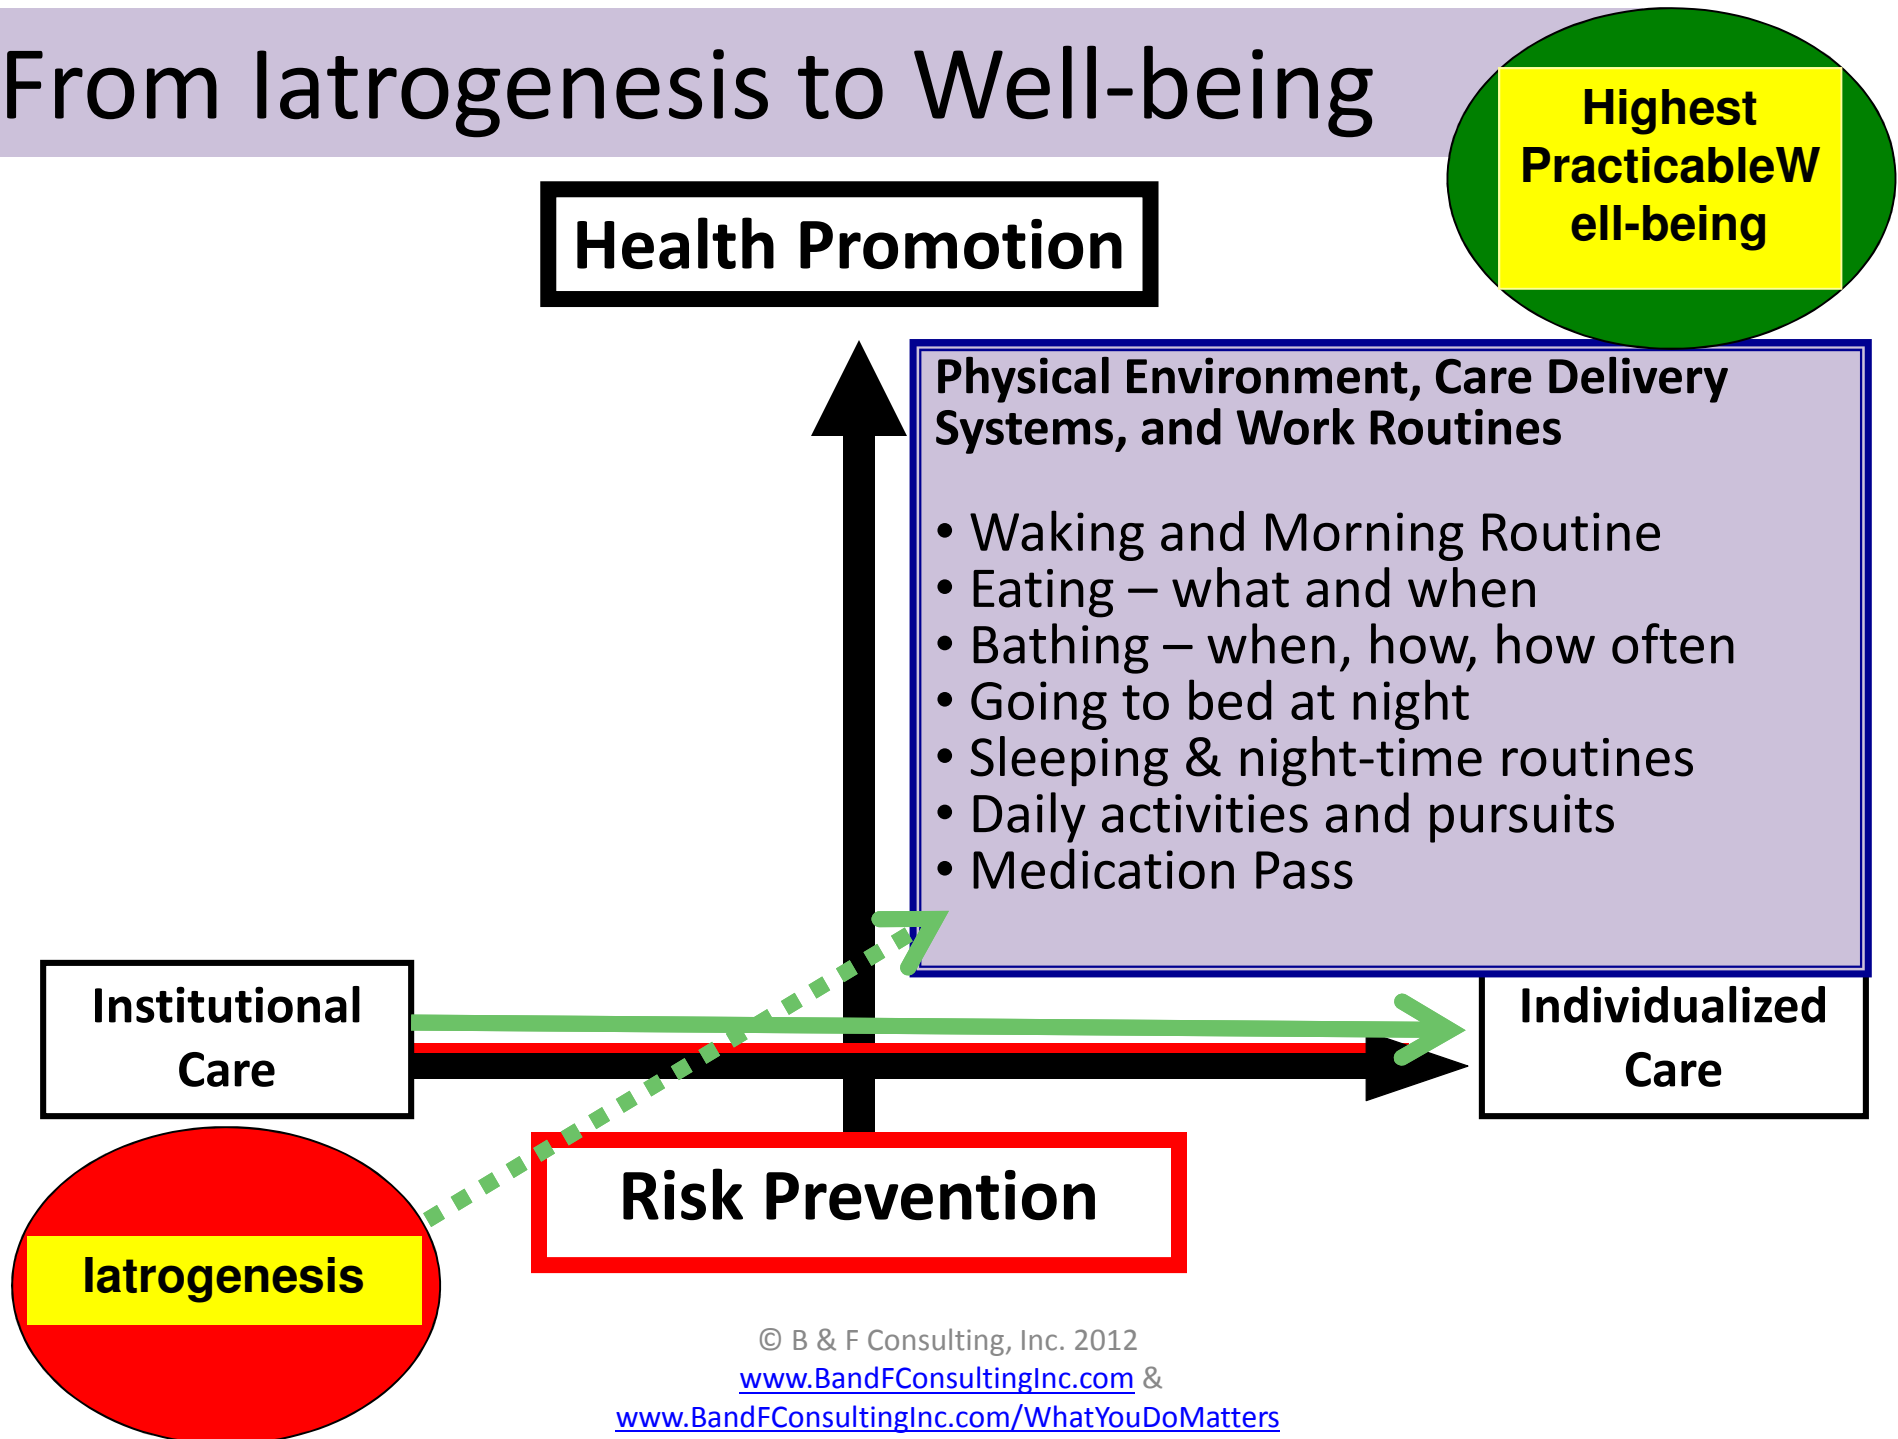 From Iatrogenesis to Well-being
Highest
PracticableW
ell-being
Health Promotion
Physical Environment, Care Delivery
Systems, and Work Routines
• Waking and Morning Routine
• Eating – what and when
• Bathing – when, how, how often
• Going to bed at night
• Sleeping & night-time routines
• Daily activities and pursuits
• Medication Pass
Institutional
Care
Individualized
Care
Risk Prevention
Iatrogenesis
© B & F Consulting, Inc. 2012
www.BandFConsultingInc.com &
www.BandFConsultingInc.com/WhatYouDoMatters